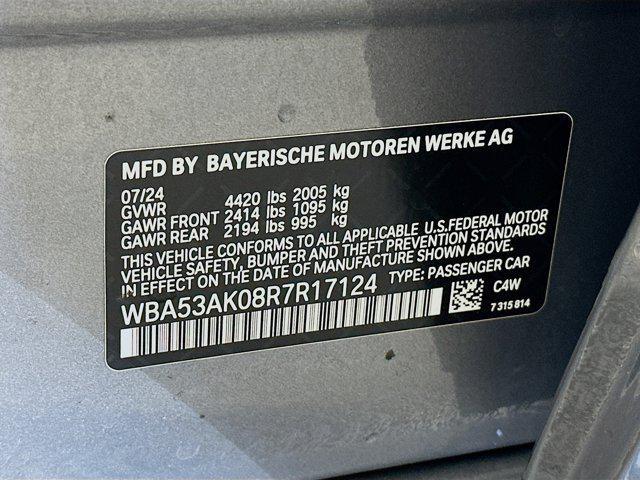 MFD BY BAYERISCHE MOTOREN WERKE AG
07/24
GVWR 4420 lbs 2005 kg
GAWR FRONT 2414 lbs 1095 kg
GAWR REAR 2194 lbs 995 kg
THIS VEHICLE CONFORMS TO ALL APPLICABLE U.S.FEDERAL MOTOR
VEHICLE SAFETY, BUMPER AND THEFT PREVENTION STANDARDS
IN EFFECT ON THE DATE OF MANUFACTURE SHOWN ABOVE.
WBA53AK08R7R17124 TYPE: PASSENGER CAR
C4W
7 315 814